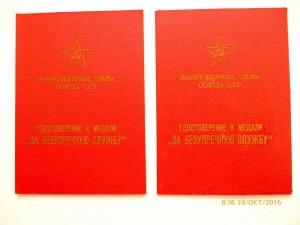 ВООРУЖЕННЫЕ СИЛЫ
СОЮЗА ССР
УДОСТОВЕРЕНИЕ К МЕДАЛИ
„ЗА БЕЗУПРЕЧНУЮ СЛУЖБУ“
ВООРУЖЕННЫЕ СИЛЫ
СОЮЗА ССР
УДОСТОВЕРЕНИЕ К МЕДАЛИ
„ЗА БЕЗУПРЕЧНУЮ СЛУЖБУ“
8:36 24/ОКТ/2016